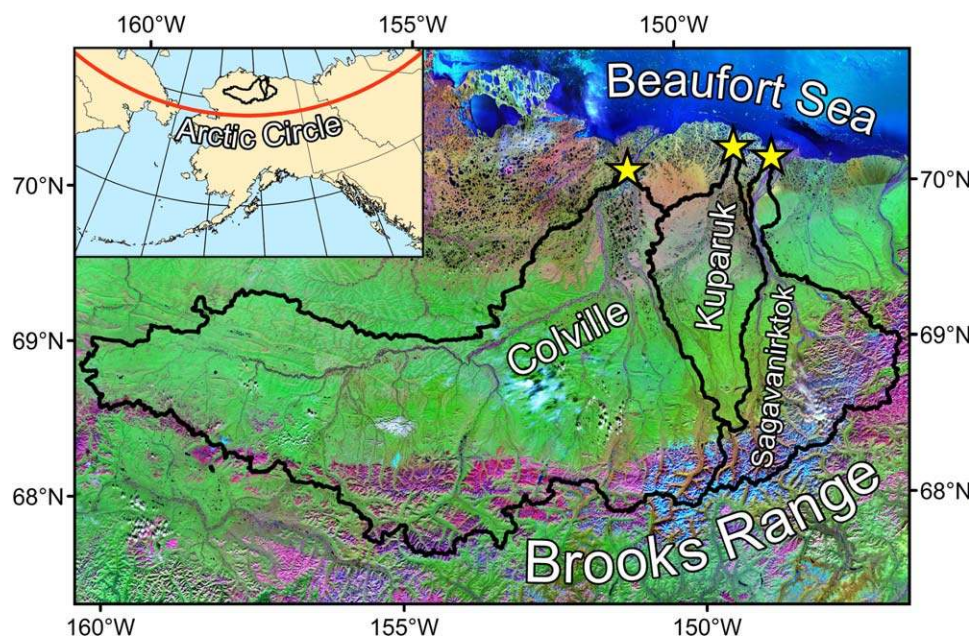 160°W 155°W 150°W
Beaufort Sea
Arctic Circle
70°N 70°N
Kuparuk
Colville
Sagavanirktok
69°N 69°N
68°N 68°N
Brooks Range
160°W 155°W 150°W